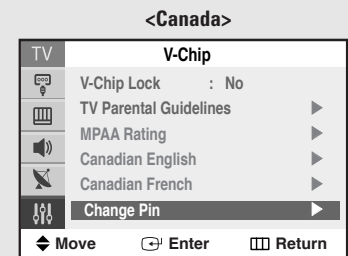 <Canada>
TV
V-Chip
V-Chip Lock : No
TV Parental Guidelines
MPAA Rating
Canadian English
Canadian French
Change Pin
Move Enter Return